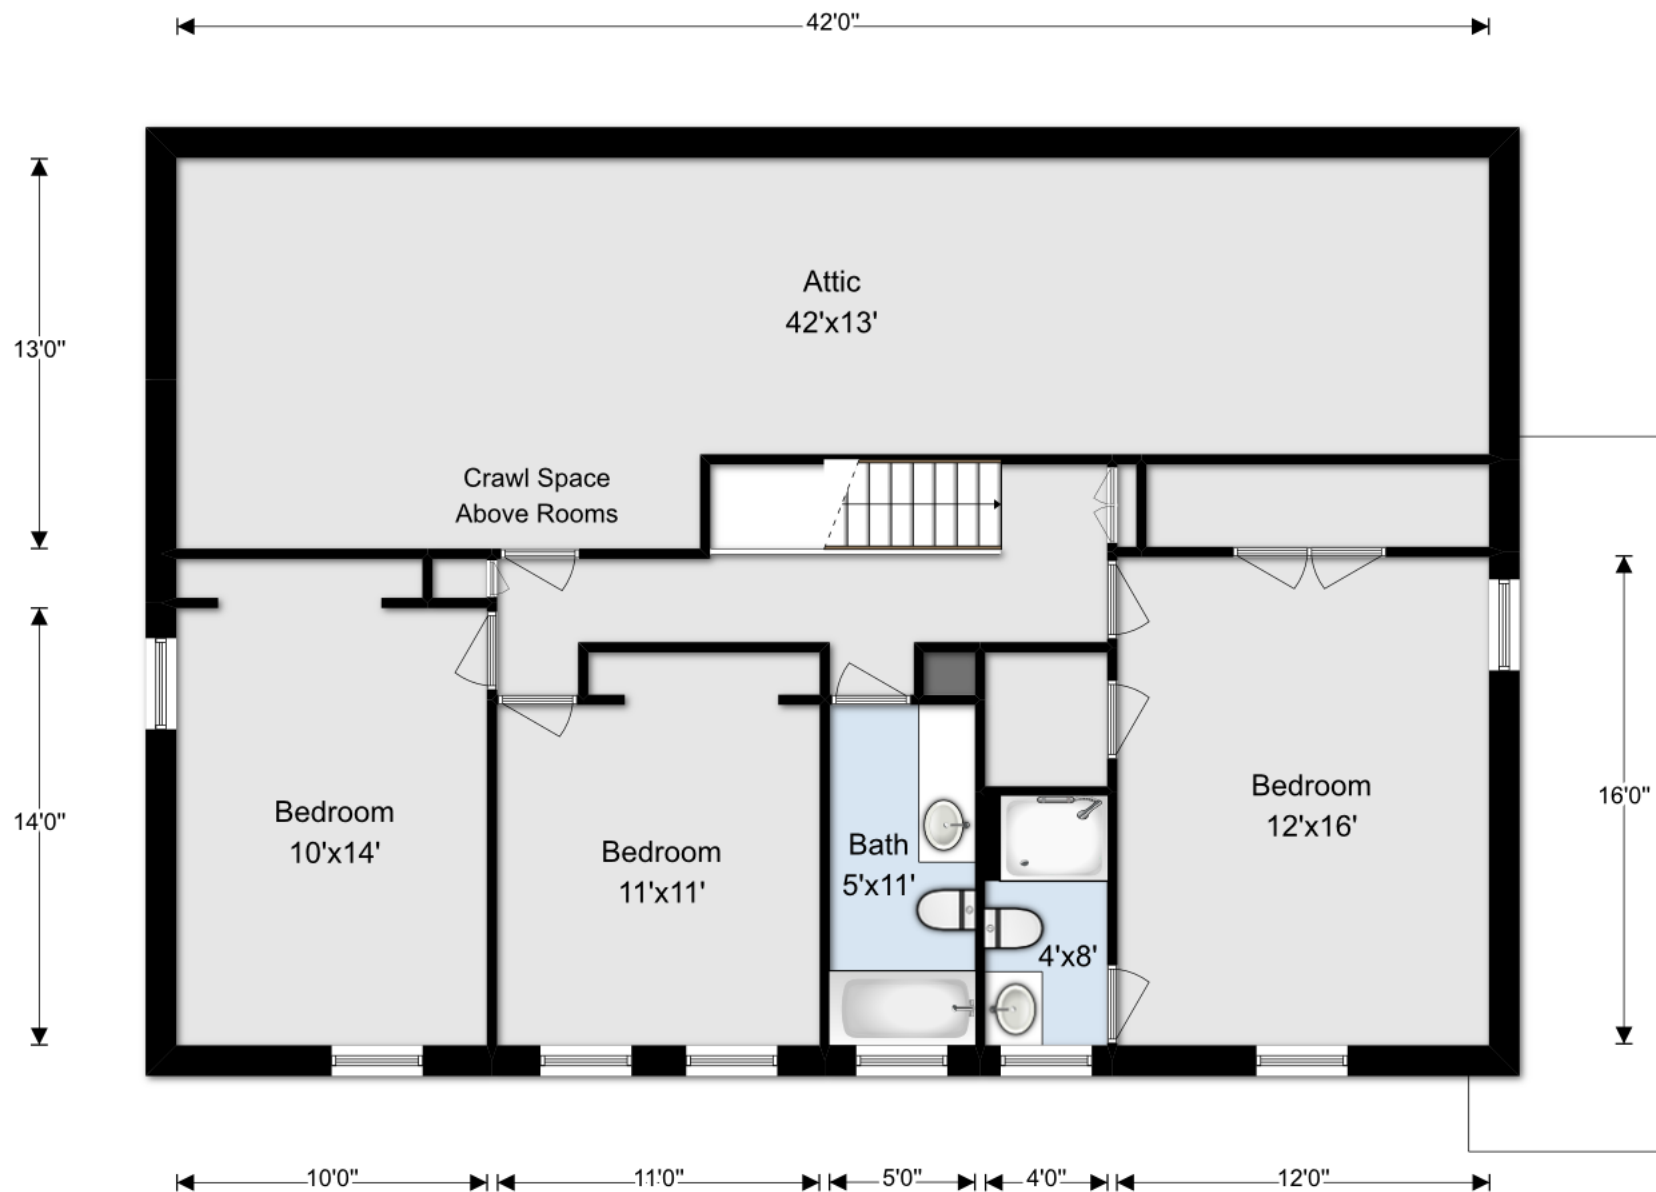 42'0"
Attic
42'x13'
13'0"
Crawl Space
Above Rooms
Bedroom
10'x14'
14'0"
Bedroom
11'x11'
Bath
5'x11'
4'x8'
Bedroom
12'x16'
16'0"
10'0"
11'0"
5'0"
4'0"
12'0"